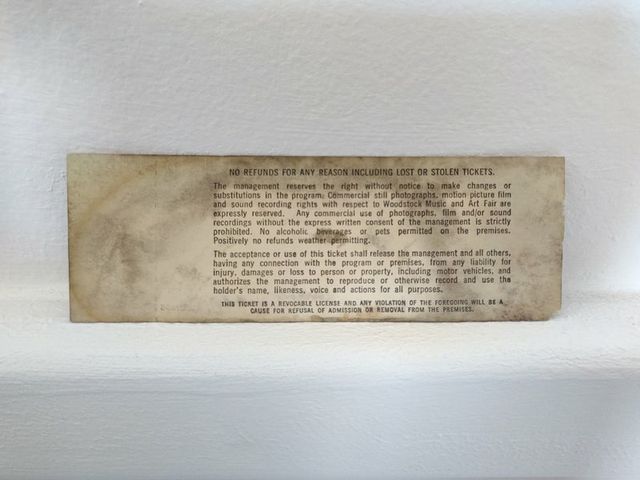 NO REFUNDS FOR ANY REASON INCLUDING LOST OR STOLEN TICKETS.
The management reserves the right without notice to make changes or
substitutions in the program. Commercial still photographs, motion picture film
and sound recording rights with respect to Woodstock Music and Art Fair are
expressly reserved. Any commercial use of photographs, film and/or sound
recordings without the express written consent of the management is strictly
prohibited. No alcoholic beverages or pets permitted on the premises.
Positively no refunds weather permitting.
The acceptance or use of this ticket shall release the management and all others,
having any connection with the program or premises, from any liability for
injury, damages or loss to person or property, including motor vehicles, and
authorizes the management to reproduce or otherwise record and use the
holder's name, likeness, voice and actions for all purposes.
THIS TICKET IS A REVOCABLE LICENSE AND ANY VIOLATION OF THE FOREGOING WILL BE A
CAUSE FOR REFUSAL OF ADMISSION OR REMOVAL FROM THE PREMISES.